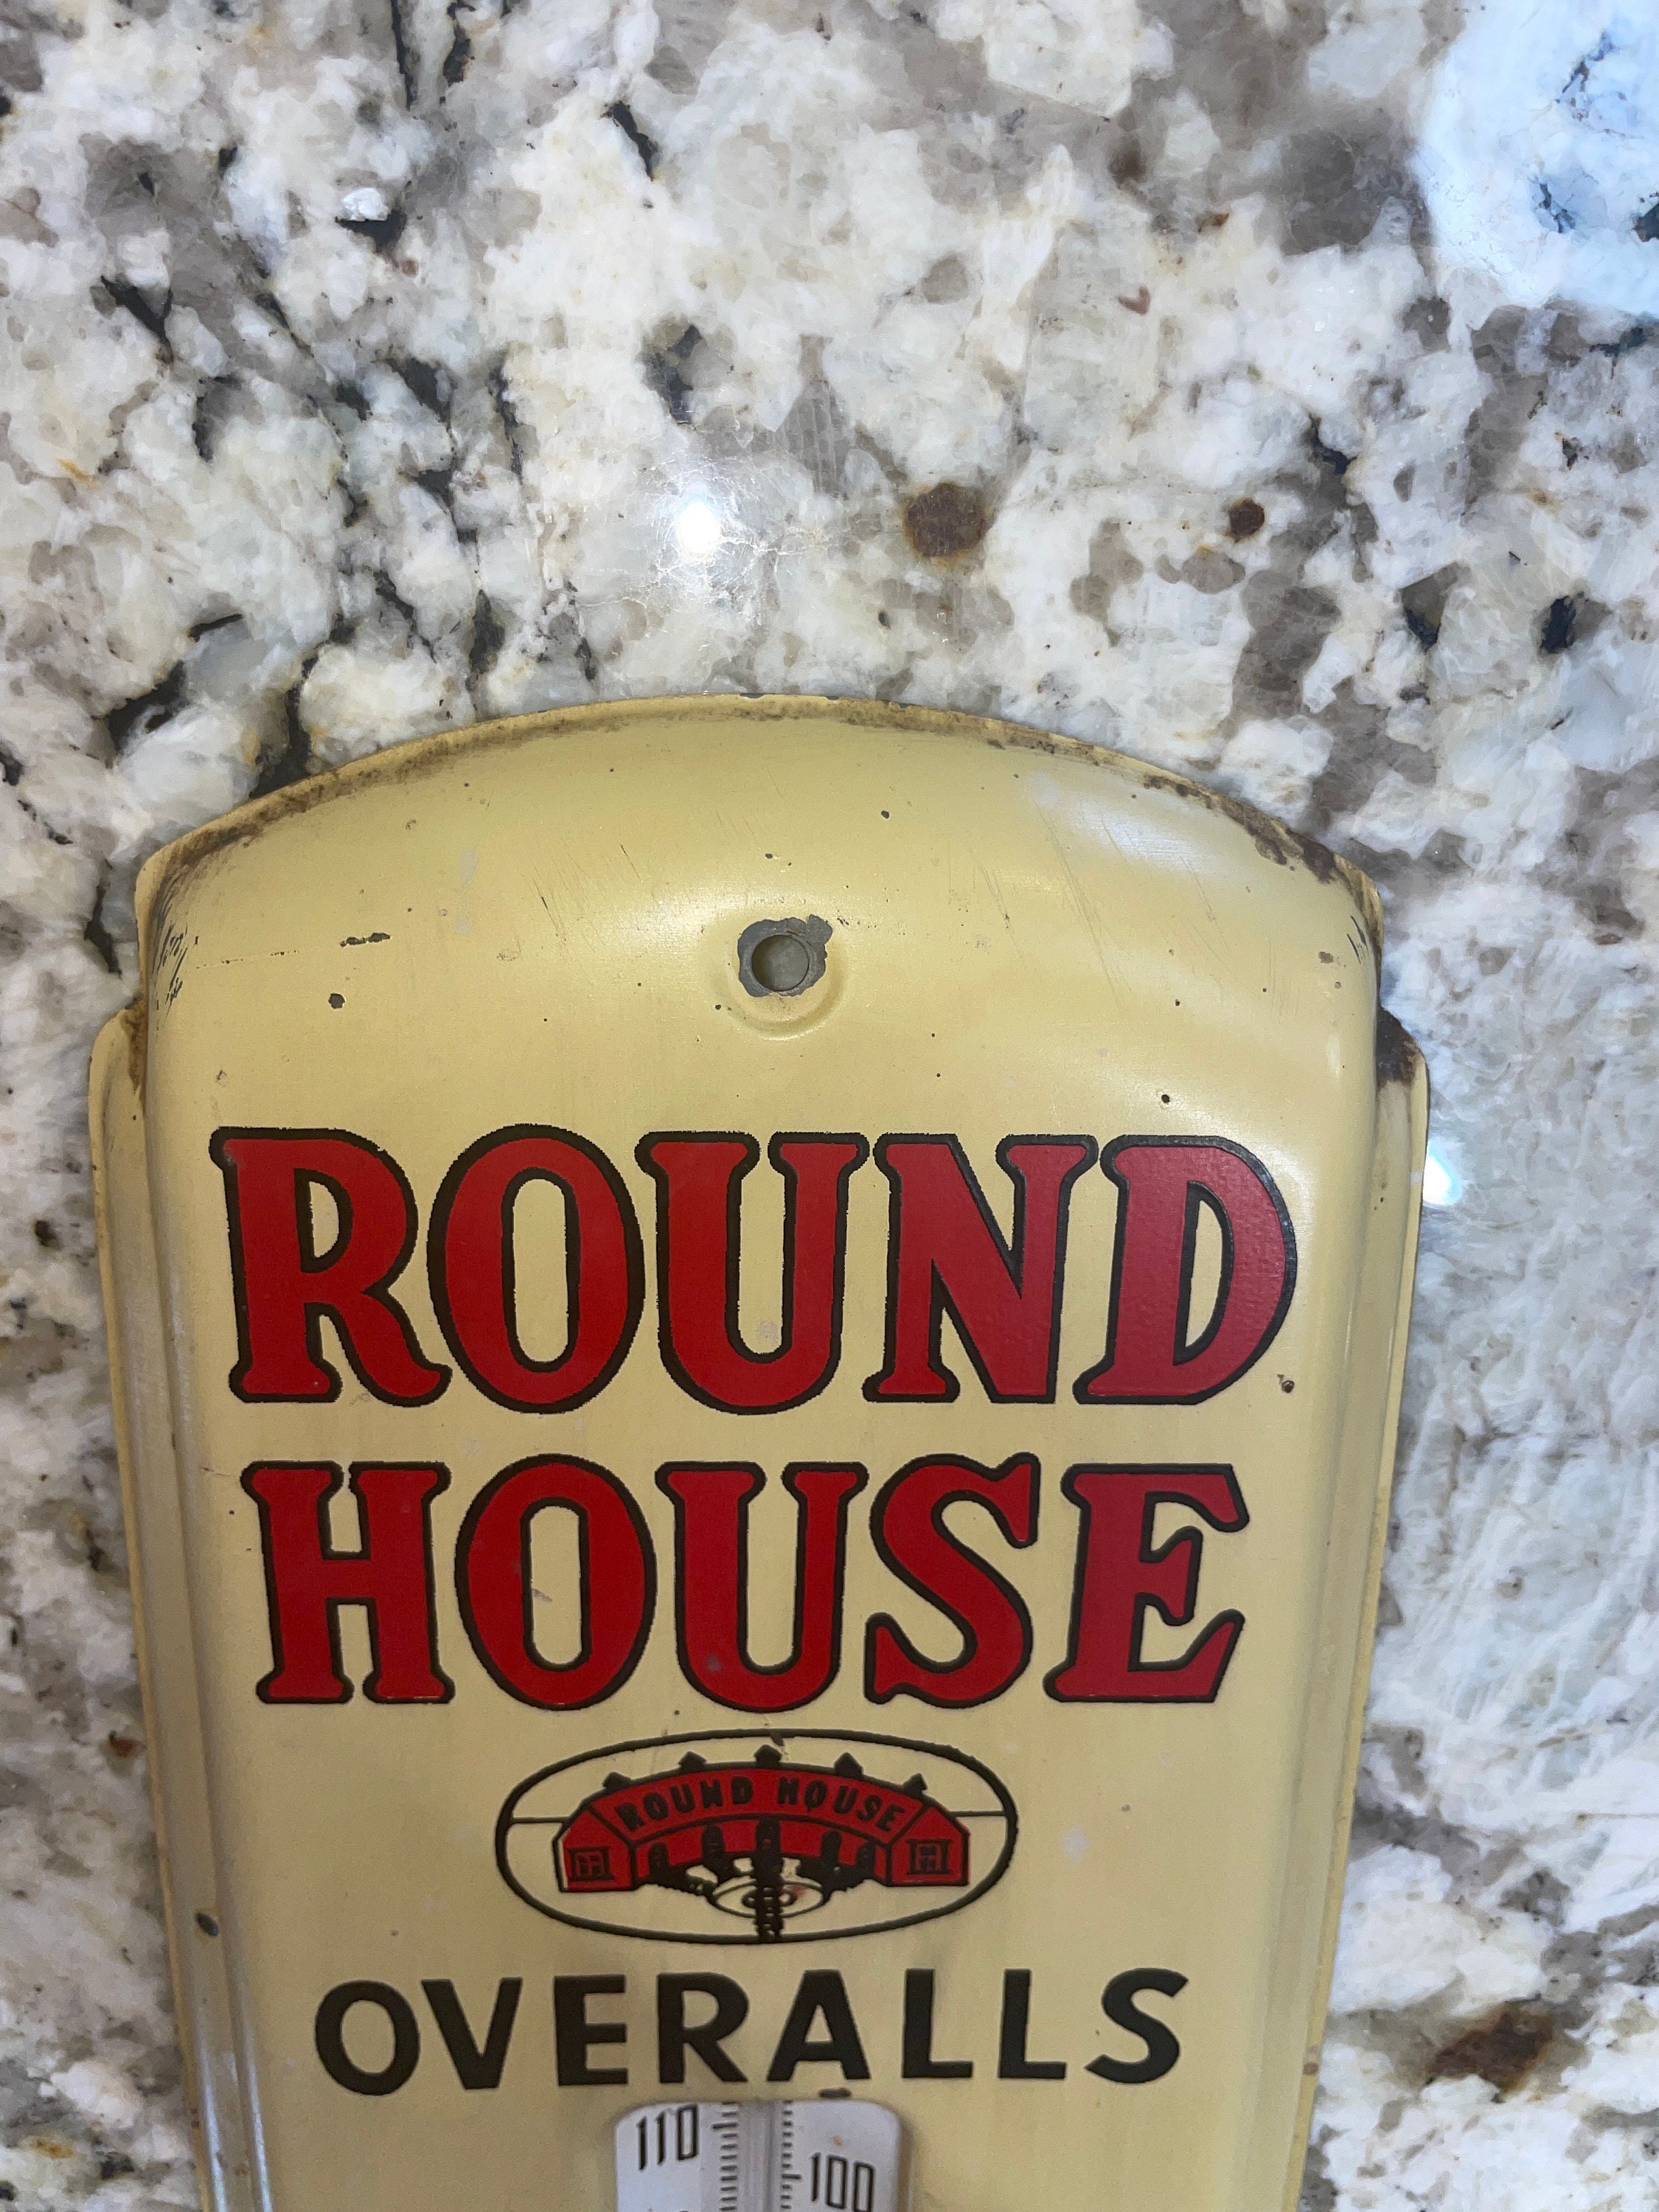 ROUND
HOUSE
ROUND HOUSE
OVERALLS
110
100